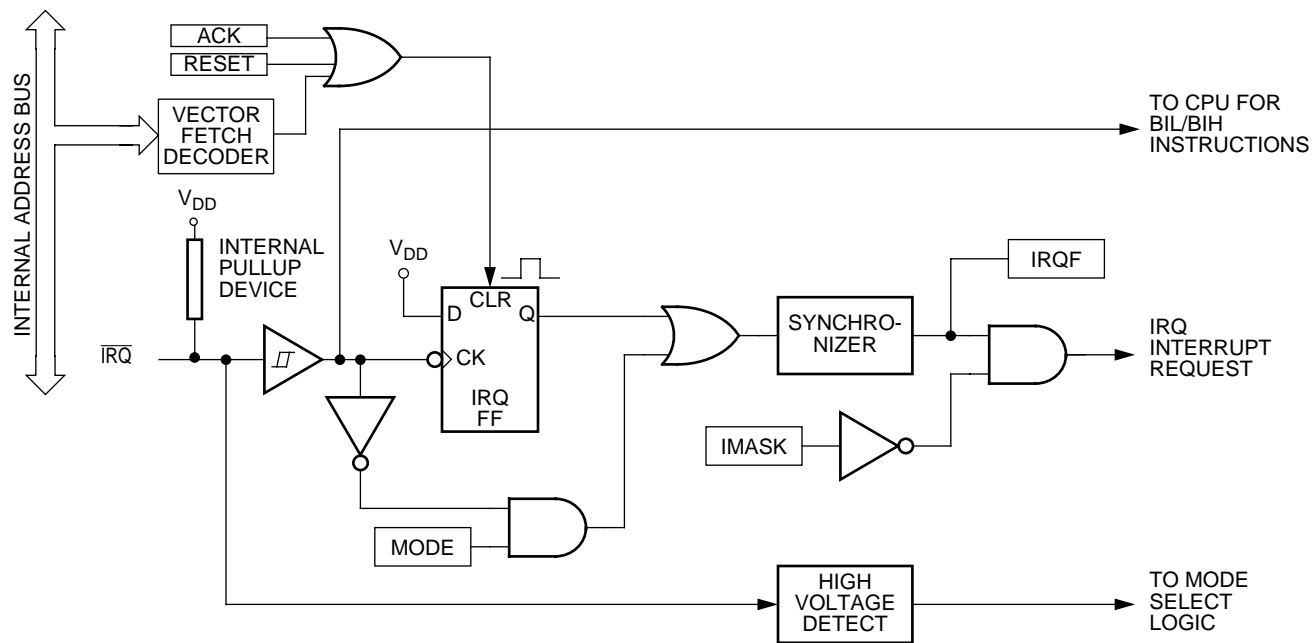 INTERNAL ADDRESS BUS
ACK
RESET
VECTOR
FETCH
DECODER
TO CPU FOR
BIL/BIH
INSTRUCTIONS
VDD
INTERNAL
PULLUP
DEVICE
VDD
CLR
D
Q
CK
IRQ
FF
IRQ
SYNCHRO-
NIZER
IRQF
IRQ
INTERRUPT
REQUEST
IMASK
MODE
HIGH
VOLTAGE
DETECT
TO MODE
SELECT
LOGIC